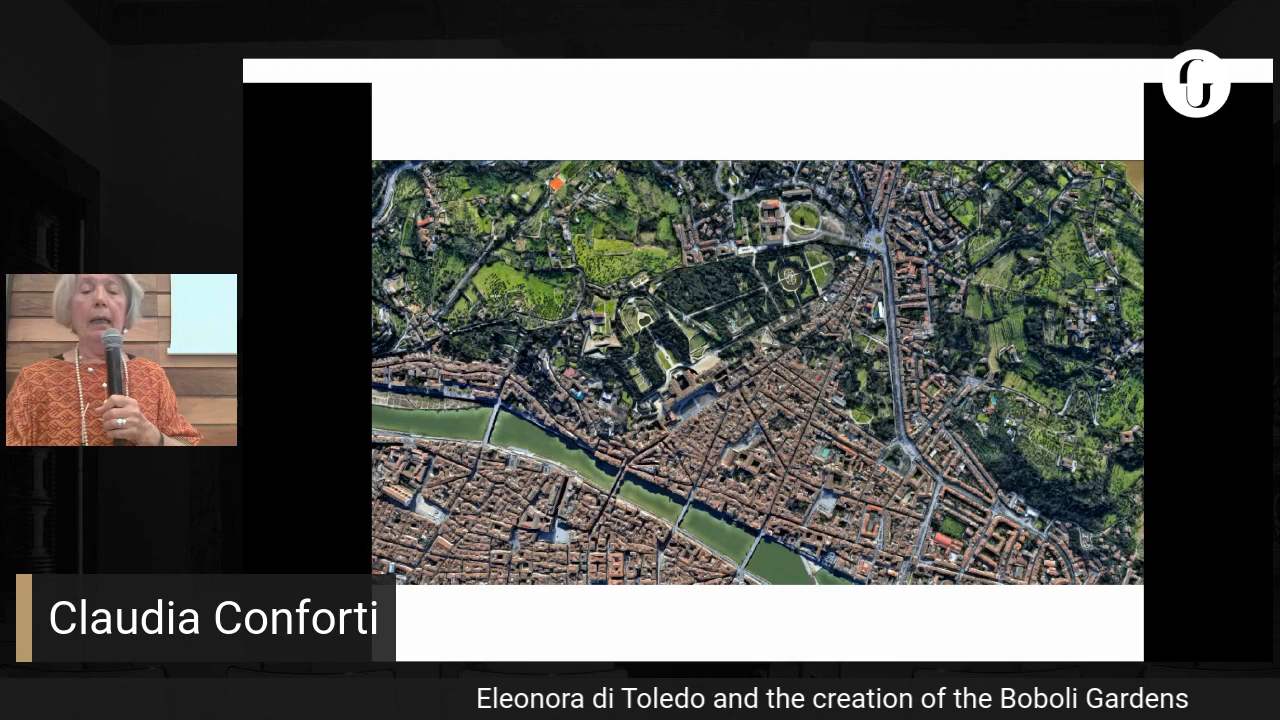 Claudia Conforti
Eleonora di Toledo and the creation of the Boboli Gardens